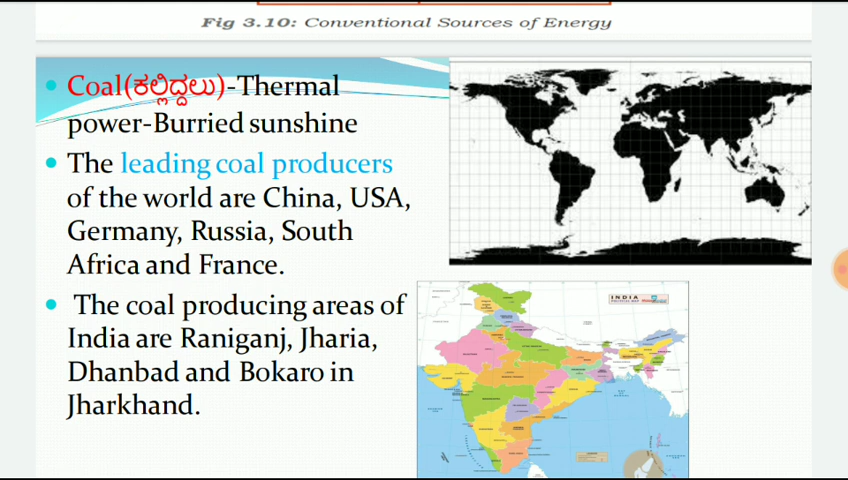 Fig 3.10: Conventional Sources of Energy
Coal(ಕಲ್ಲಿದ್ದಲು)-Thermal
power-Burried sunshine
The leading coal producers
of the world are China, USA,
Germany, Russia, South
Africa and France.
The coal producing areas of
India are Raniganj, Jharia,
Dhanbad and Bokaro in
Jharkhand.
INDIA